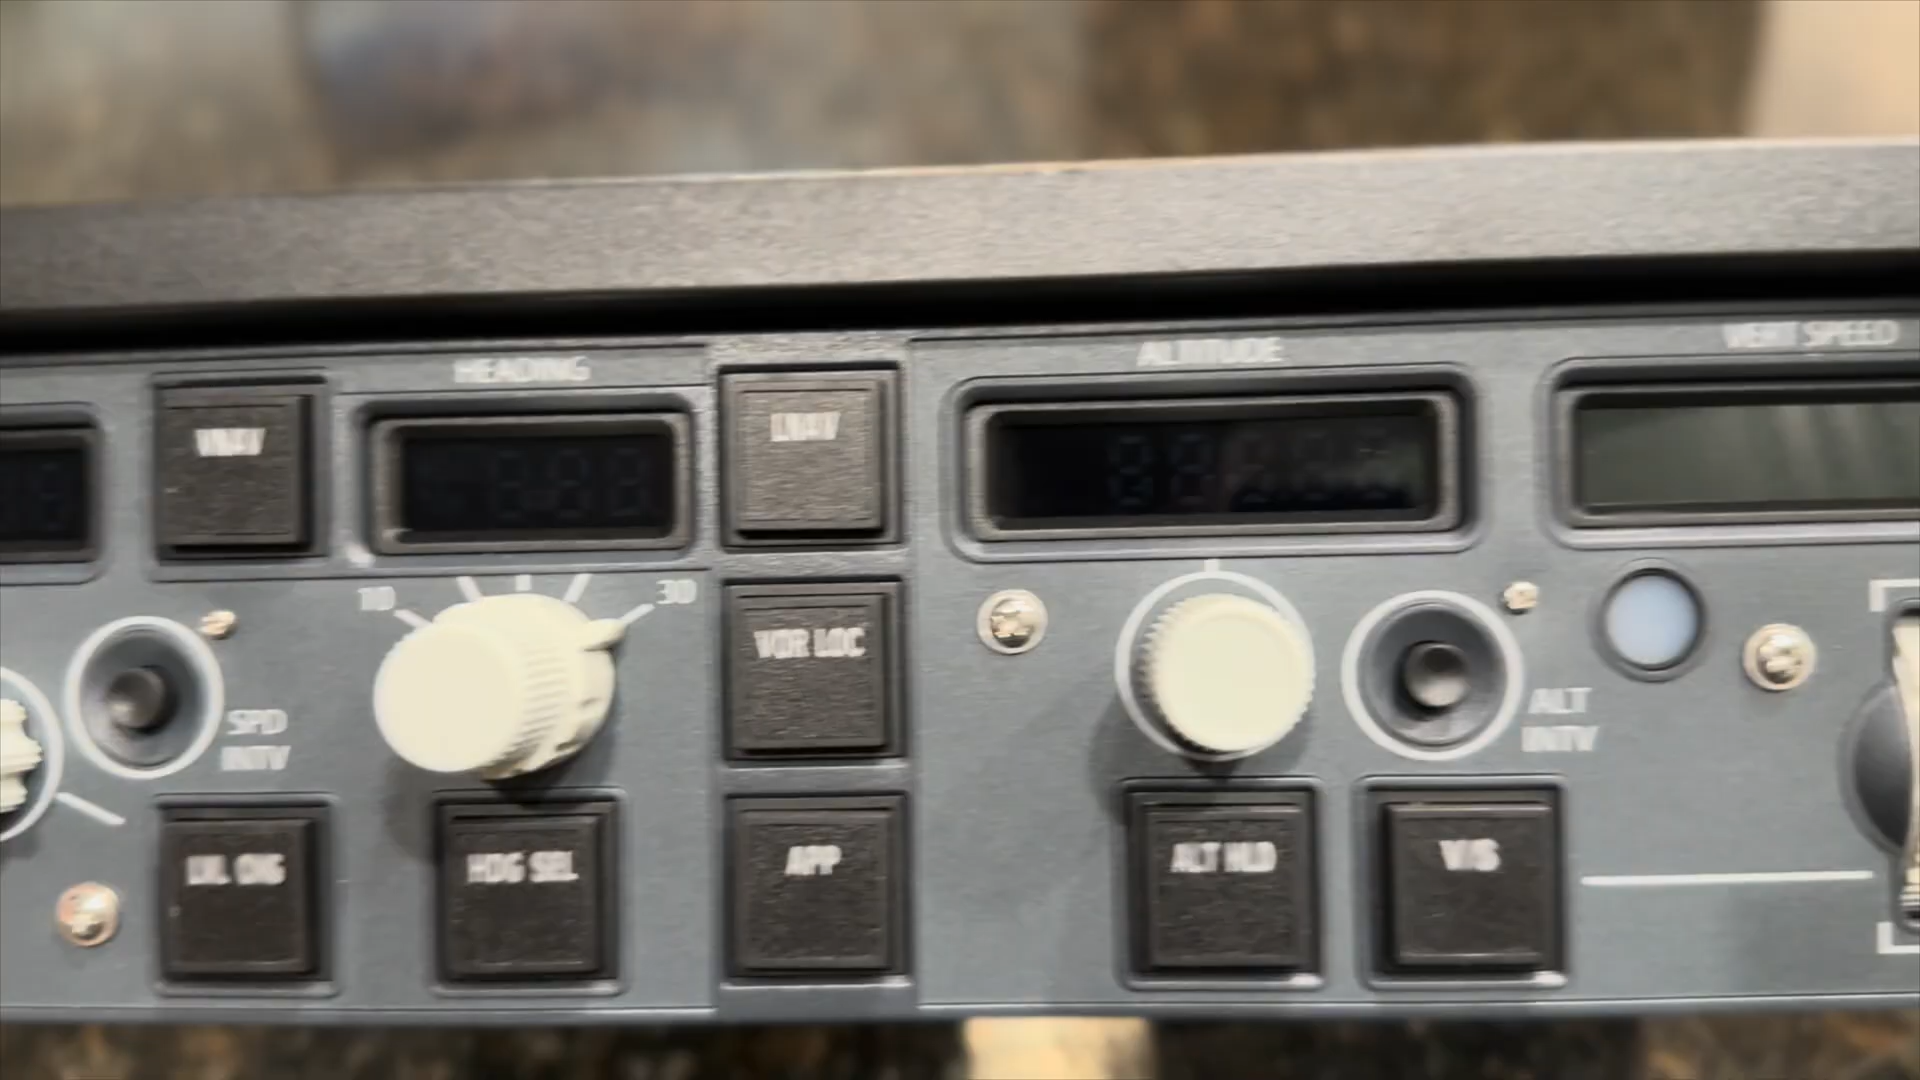 HEADING
ALTITUDE
VERT SPEED
VNAV
LNAV
10
30
VOR LOC
SPD
INTV
ALT
INTV
LVL CHG
HDG SEL
APP
ALT HLD
V/S